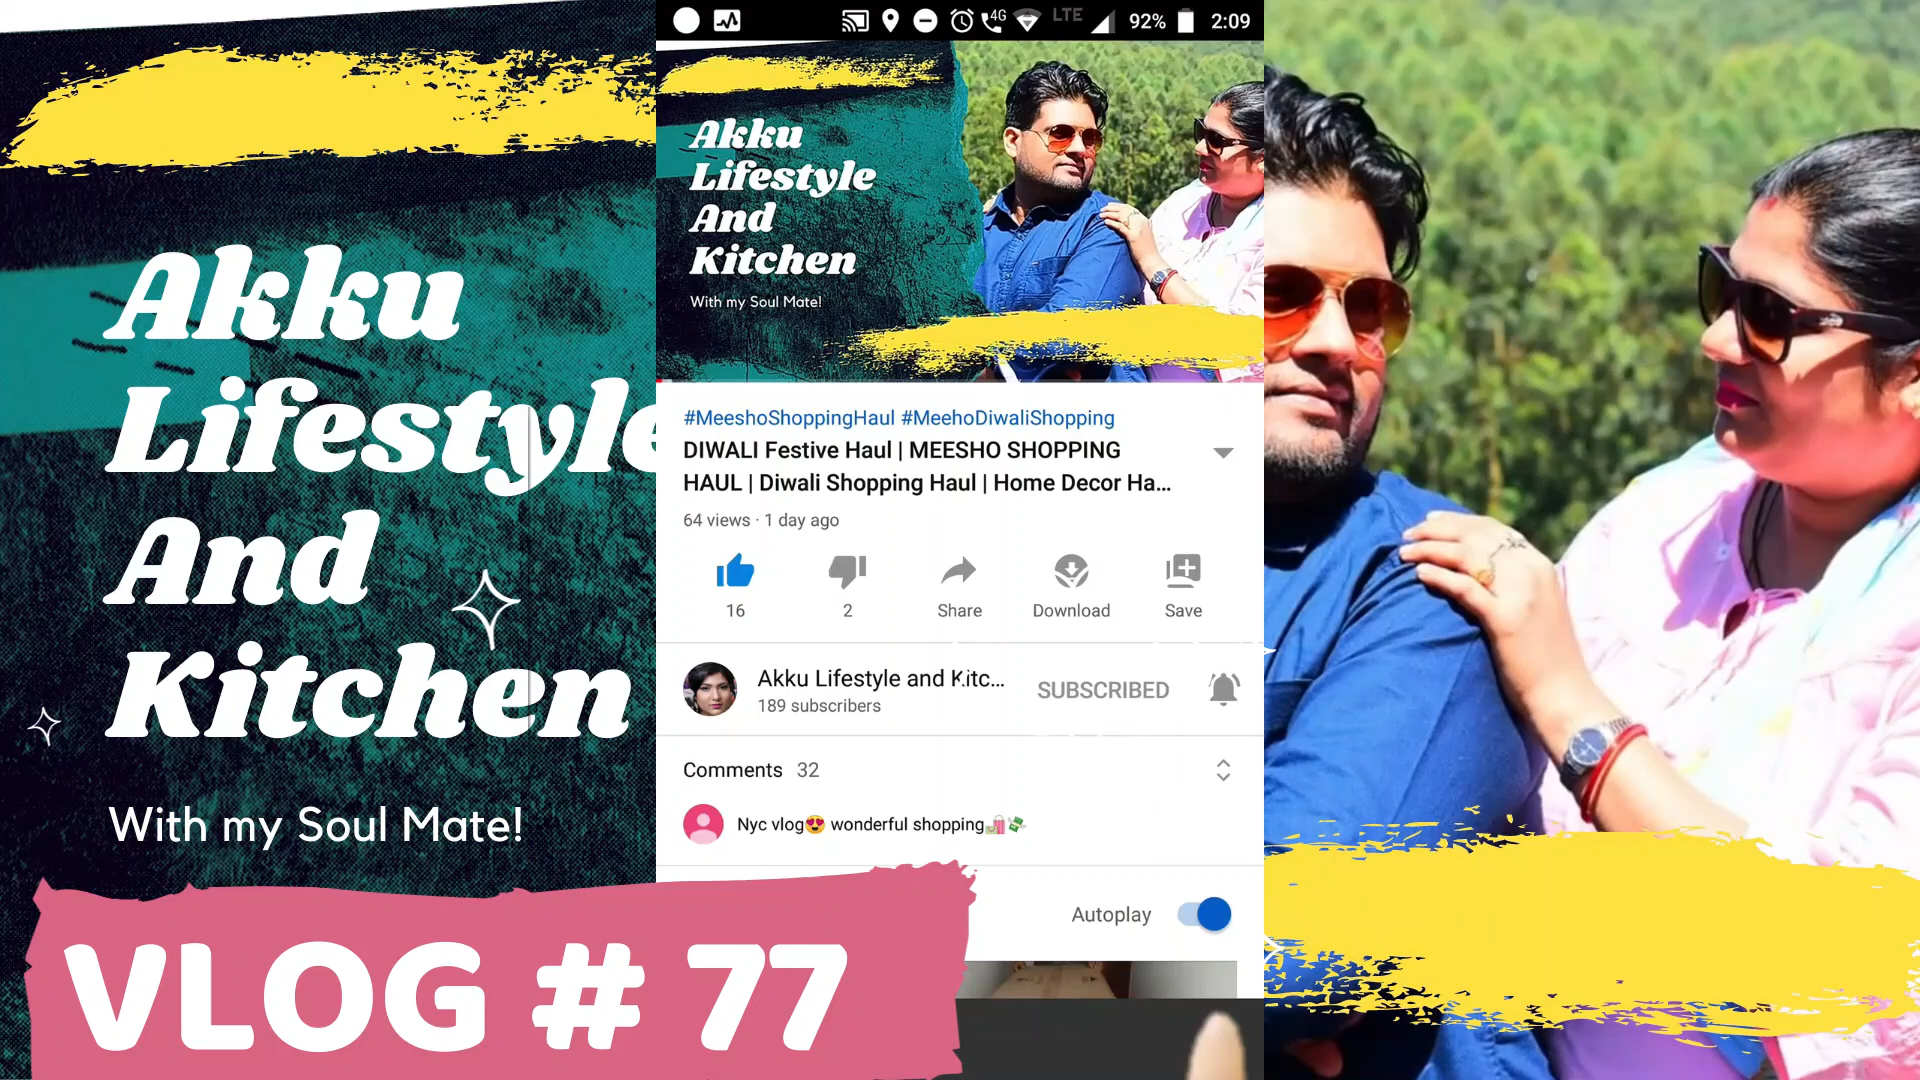 Akku
Lifestyle
And
Kitchen
With my Soul Mate!
VLOG # 77
4G
LTE
92%
2:09
Akku
Lifestyle
And
Kitchen
With my Soul Mate!
#MeeshoShoppingHaul #MeehoDiwaliShopping
DIWALI Festive Haul | MEESHO SHOPPING
HAUL | Diwali Shopping Haul | Home Decor Ha...
64 views · 1 day ago
16
2
Share
Download
Save
Akku Lifestyle and Kitc...
189 subscribers
SUBSCRIBED
Comments 32
Nyc vlog😍 wonderful shopping🛍️💸
Autoplay